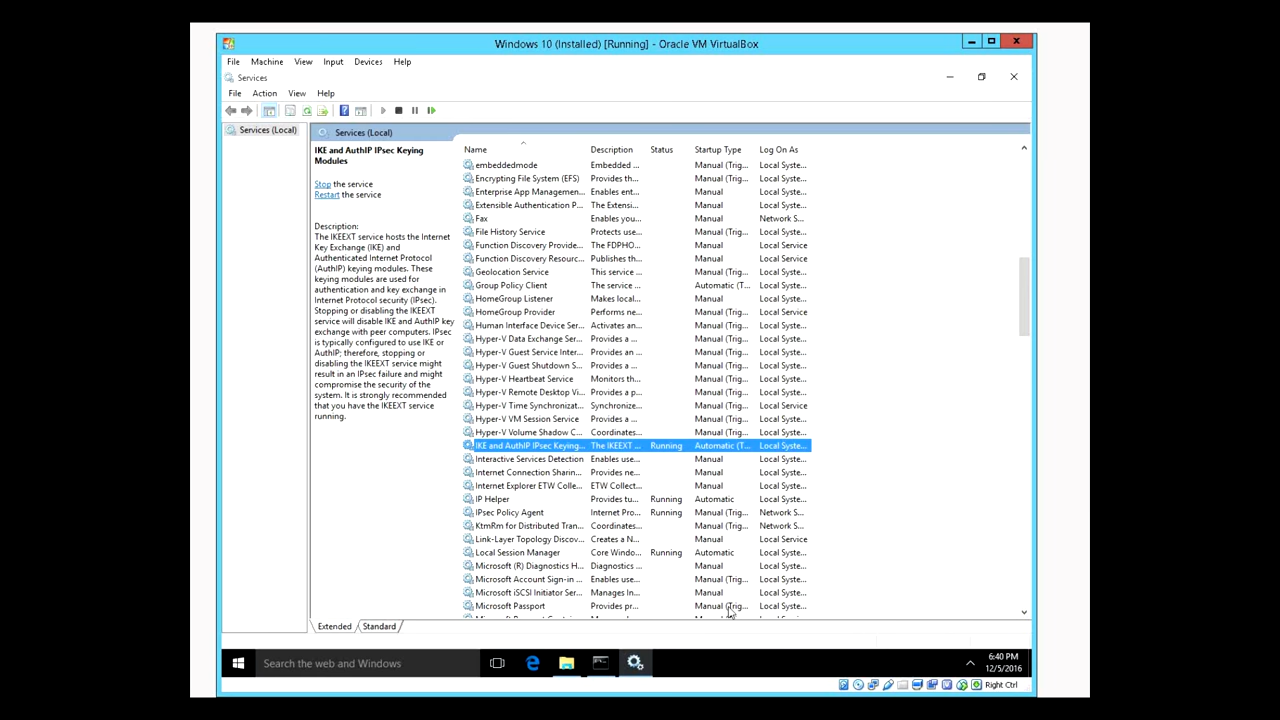 Windows 10 (Installed) [Running] - Oracle VM VirtualBox
File Machine View Input Devices Help
Services
File Action View Help
Services (Local)
Services (Local)
IKE and AuthIP IPsec Keying
Modules
Stop the service
Restart the service
Description:
The IKEEXT service hosts the Internet
Key Exchange (IKE) and
Authenticated Internet Protocol
(AuthIP) keying modules. These
keying modules are used for
authentication and key exchange in
Internet Protocol security (IPsec).
Stopping or disabling the IKEEXT
service will disable IKE and AuthIP key
exchange with peer computers. IPsec
is typically configured to use IKE or
AuthIP; therefore, stopping or
disabling the IKEEXT service might
result in an IPsec failure and might
compromise the security of the
system. It is strongly recommended
that you have the IKEEXT service
running.
Name Description Status Startup Type Log On As
embeddedmode Embedded ... Manual (Trig... Local Syste...
Encrypting File System (EFS) Provides th... Manual (Trig... Local Syste...
Enterprise App Managemen... Enables ent... Manual Local Syste...
Extensible Authentication P... The Extensi... Manual Local Syste...
Fax Enables you... Manual Network S...
File History Service Protects use... Manual (Trig... Local Syste...
Function Discovery Provide... The FDPHO... Manual Local Service
Function Discovery Resourc... Publishes th... Manual Local Service
Geolocation Service This service ... Manual (Trig... Local Syste...
Group Policy Client The service ... Automatic (T... Local Syste...
HomeGroup Listener Makes local... Manual Local Syste...
HomeGroup Provider Performs ne... Manual (Trig... Local Service
Human Interface Device Ser... Activates an... Manual (Trig... Local Syste...
Hyper-V Data Exchange Ser... Provides a ... Manual (Trig... Local Syste...
Hyper-V Guest Service Inter... Provides an ... Manual (Trig... Local Syste...
Hyper-V Guest Shutdown S... Provides a ... Manual (Trig... Local Syste...
Hyper-V Heartbeat Service Monitors th... Manual (Trig... Local Syste...
Hyper-V Remote Desktop Vi... Provides a p... Manual (Trig... Local Syste...
Hyper-V Time Synchronizat... Synchronize... Manual (Trig... Local Service
Hyper-V VM Session Service Provides a ... Manual (Trig... Local Syste...
Hyper-V Volume Shadow C... Coordinates... Manual (Trig... Local Syste...
IKE and AuthIP IPsec Keying... The IKEEXT ... Running Automatic (T... Local Syste...
Interactive Services Detection Enables use... Manual Local Syste...
Internet Connection Sharin... Provides ne... Manual Local Syste...
Internet Explorer ETW Colle... ETW Collect... Manual Local Syste...
IP Helper Provides tu... Running Automatic Local Syste...
IPsec Policy Agent Internet Pro... Running Manual (Trig... Network S...
KtmRm for Distributed Tran... Coordinates... Manual (Trig... Network S...
Link-Layer Topology Discov... Creates a N... Manual Local Service
Local Session Manager Core Windo... Running Automatic Local Syste...
Microsoft (R) Diagnostics H... Diagnostics ... Manual Local Syste...
Microsoft Account Sign-in ... Enables use... Manual (Trig... Local Syste...
Microsoft iSCSI Initiator Ser... Manages In... Manual Local Syste...
Microsoft Passport Provides pr... Manual (Trig... Local Syste...
Extended Standard
Search the web and Windows
6:40 PM
12/5/2016
Right Ctrl